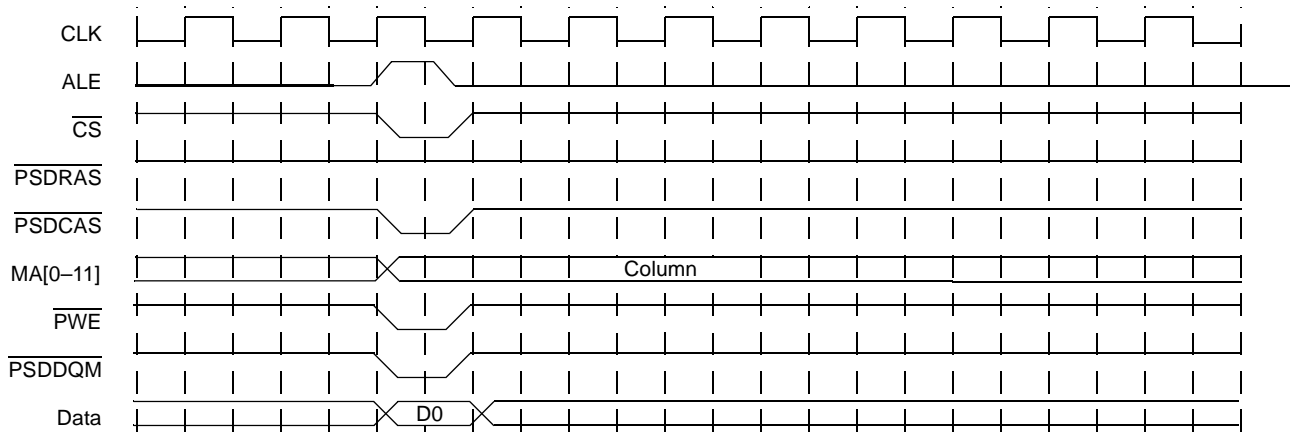 CLK
ALE
CS
PSDRAS
PSDCAS
MA[0–11]
Column
PWE
PSDDQM
Data
D0